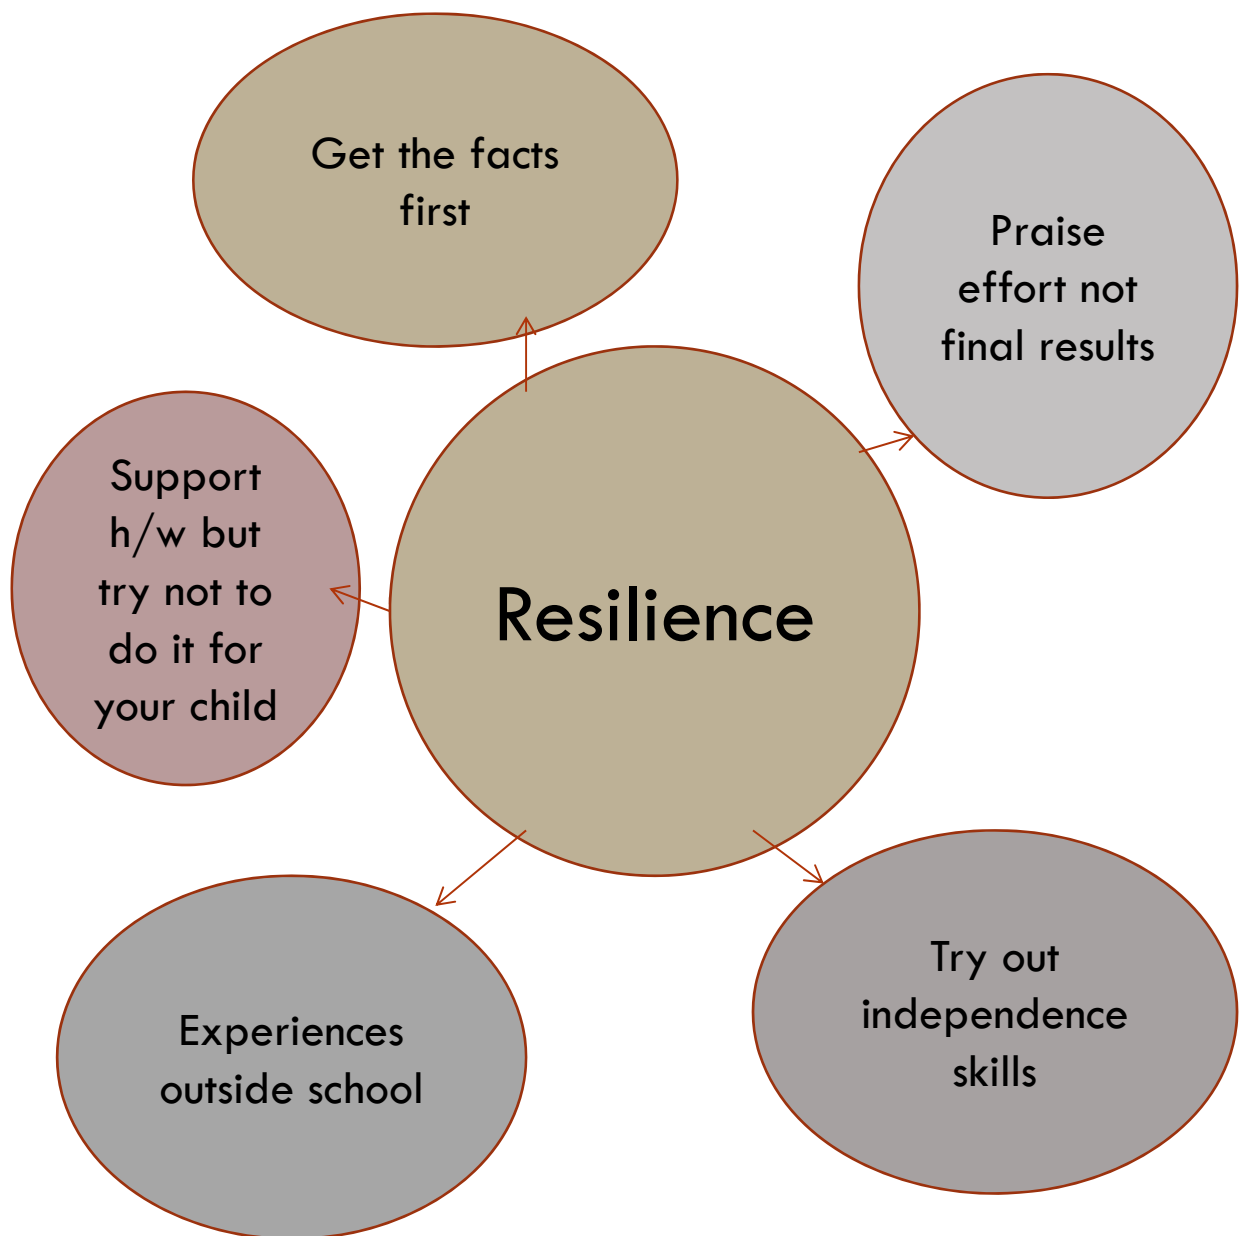 Get the facts
first
Praise
effort not
final results
Support
h/w but
try not to
do it for
your child
Resilience
Try out
independence
skills
Experiences
outside school